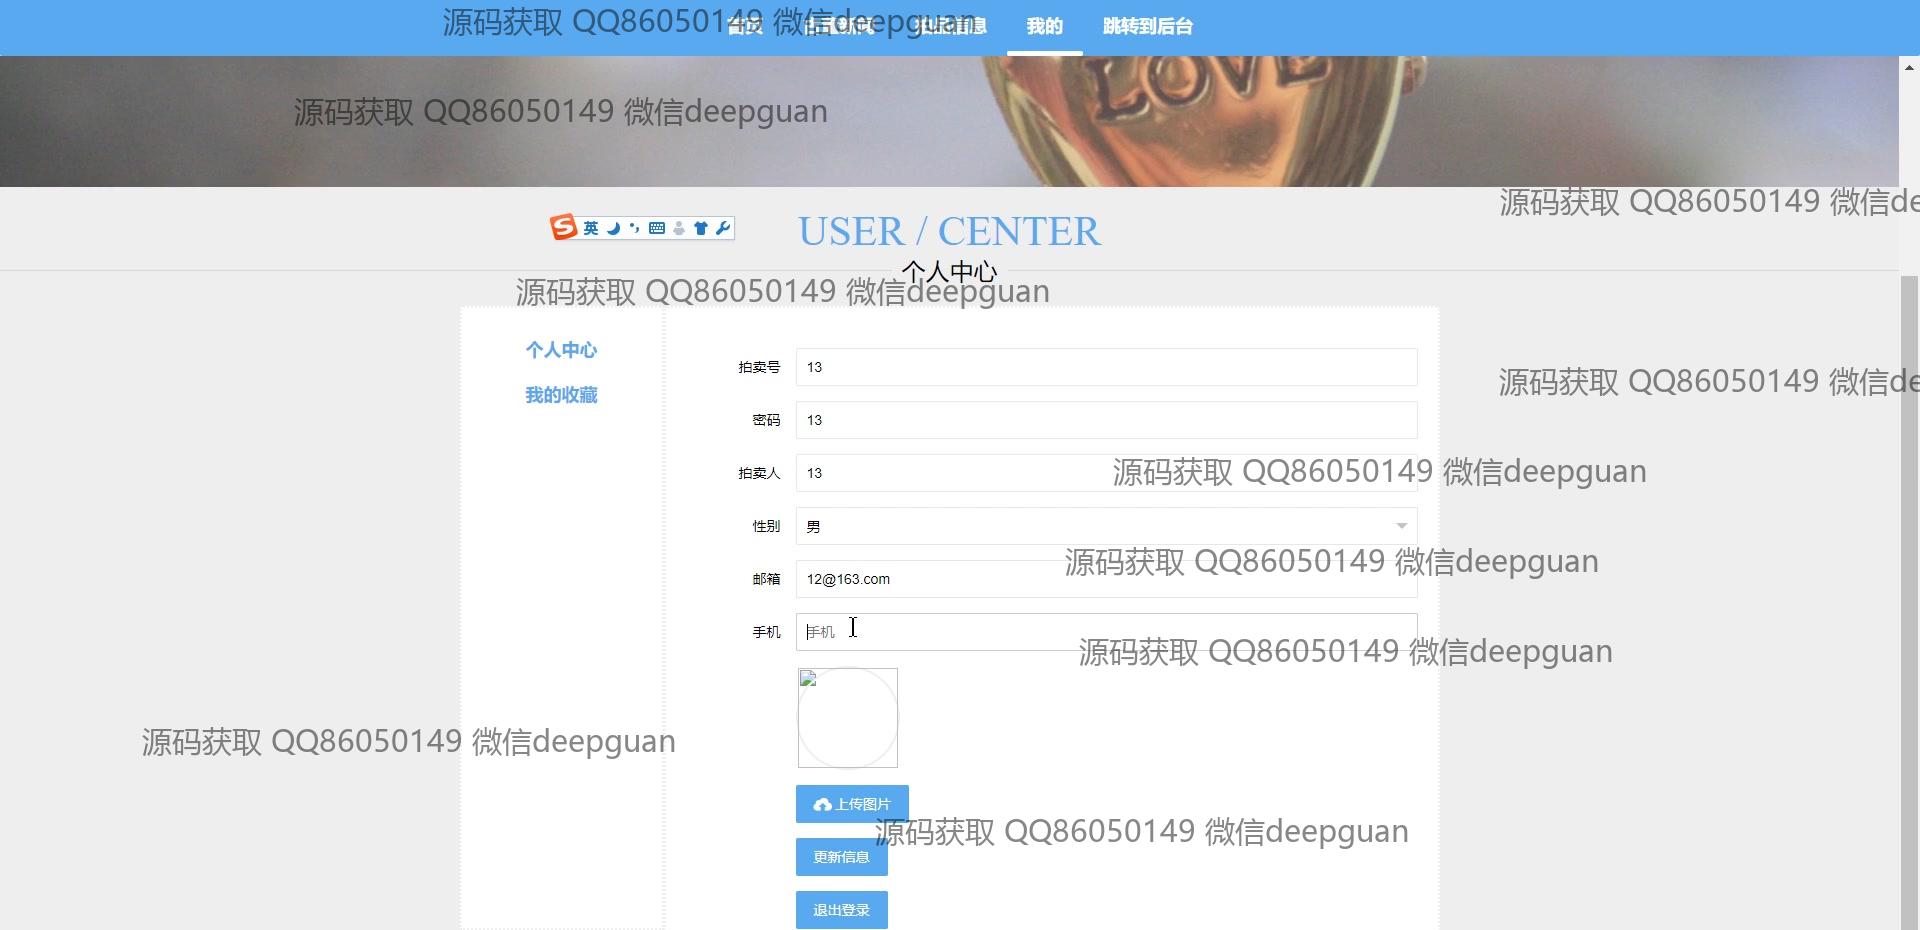 首页 古董新闻 拍品信息 我的 跳转到后台
源码获取 QQ86050149 微信deepguan
LOVE
源码获取 QQ86050149 微信deepguan
源码获取 QQ86050149 微信de
英
USER / CENTER
个人中心
源码获取 QQ86050149 微信deepguan
个人中心
我的收藏
拍卖号 13
源码获取 QQ86050149 微信de
密码 13
拍卖人 13
源码获取 QQ86050149 微信deepguan
性别 男
源码获取 QQ86050149 微信deepguan
邮箱 12@163.com
手机 手机
源码获取 QQ86050149 微信deepguan
源码获取 QQ86050149 微信deepguan
上传图片
源码获取 QQ86050149 微信deepguan
更新信息
退出登录